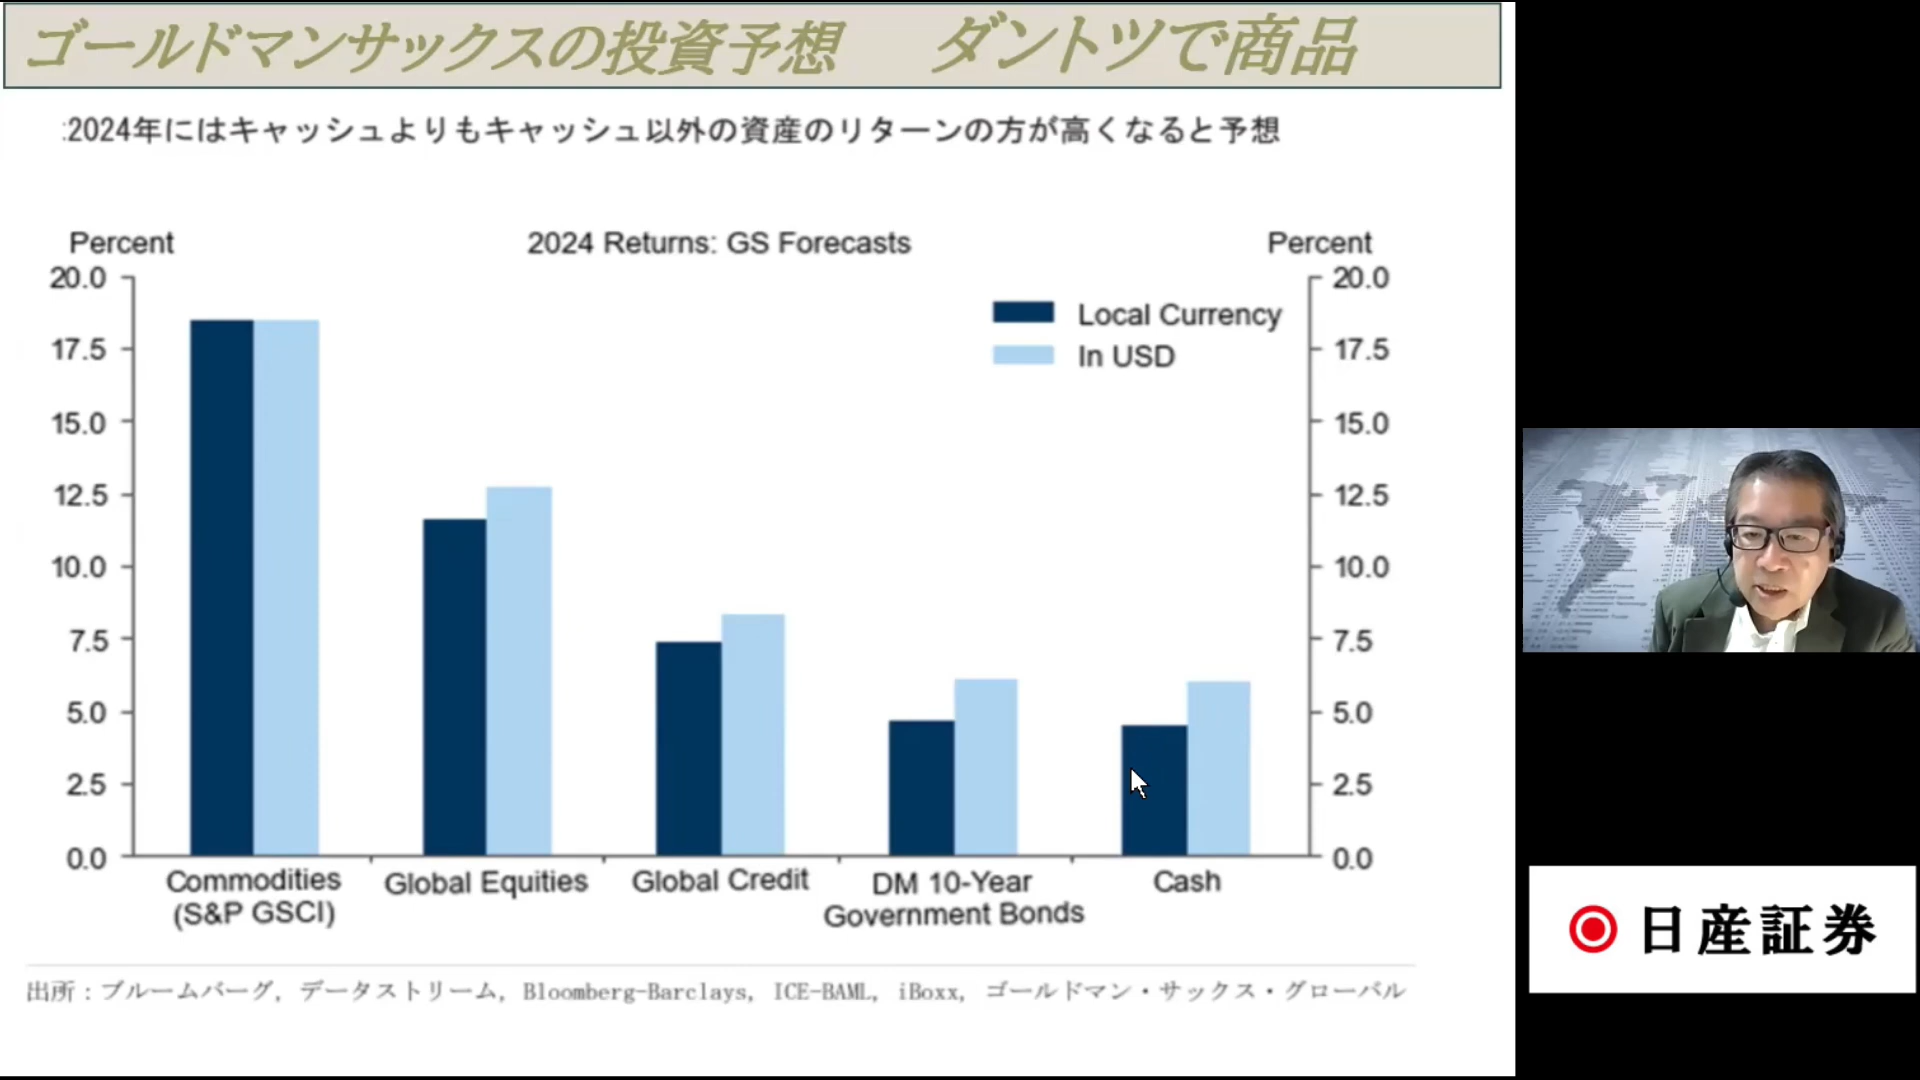 ゴールドマンサックスの投資予想 ダントツで商品
:2024年にはキャッシュよりもキャッシュ以外の資産のリターンの方が高くなると予想
Percent 2024 Returns: GS Forecasts Percent
Local Currency
In USD
20.0 20.0
17.5 17.5
15.0 15.0
12.5 12.5
10.0 10.0
7.5 7.5
5.0 5.0
2.5 2.5
0.0 0.0
Commodities
(S&P GSCI)
Global Equities
Global Credit
DM 10-Year
Government Bonds
Cash
出所：ブルームバーグ, データストリーム, Bloomberg-Barclays, ICE-BAML, iBoxx, ゴールドマン・サックス・グローバル
日産証券